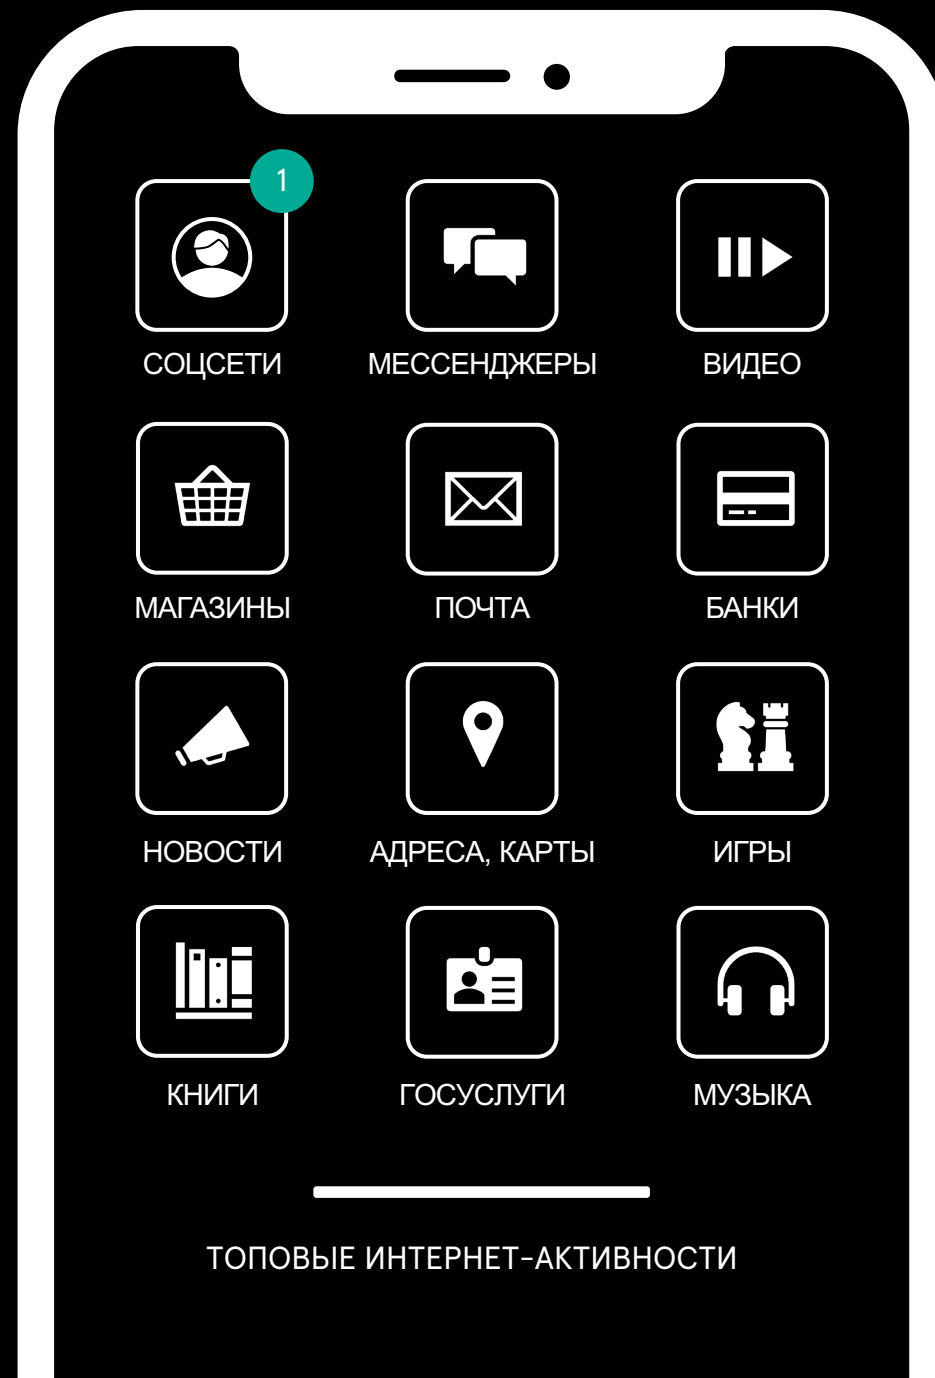 1
СОЦСЕТИ
МЕССЕНДЖЕРЫ
ВИДЕО
МАГАЗИНЫ
ПОЧТА
БАНКИ
НОВОСТИ
АДРЕСА, КАРТЫ
ИГРЫ
КНИГИ
ГОСУСЛУГИ
МУЗЫКА
ТОПОВЫЕ ИНТЕРНЕТ-АКТИВНОСТИ